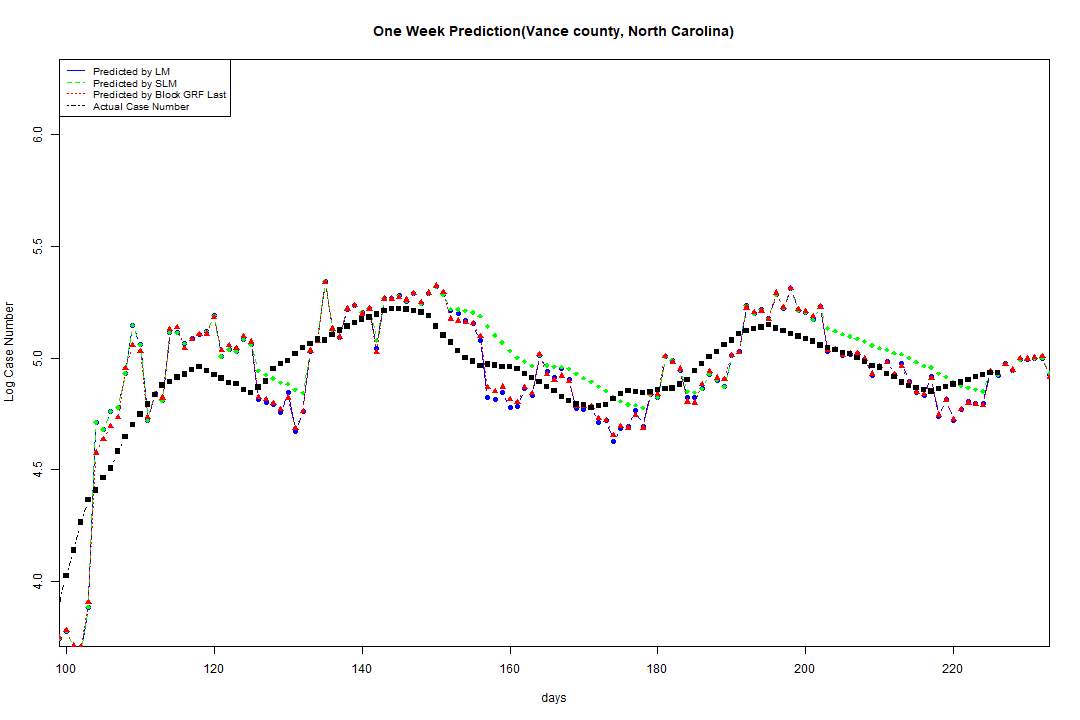 One Week Prediction(Vance county, North Carolina)
Predicted by LM
Predicted by SLM
Predicted by Block GRF Last
Actual Case Number
Log Case Number
6.0
5.5
5.0
4.5
4.0
100 120 140 160 180 200 220
days